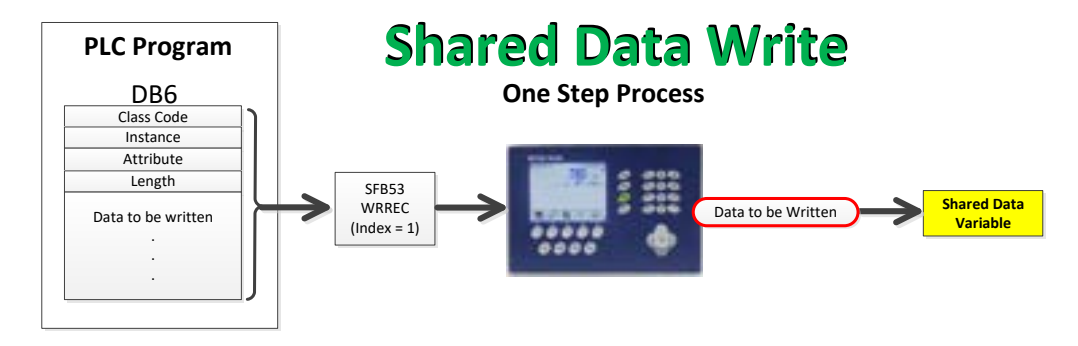 PLC Program
DB6
Class Code
Instance
Attribute
Length
Data to be written
.
.
.
Shared Data Write
One Step Process
SFB53
WRREC
(Index = 1)
Data to be Written
Shared Data
Variable